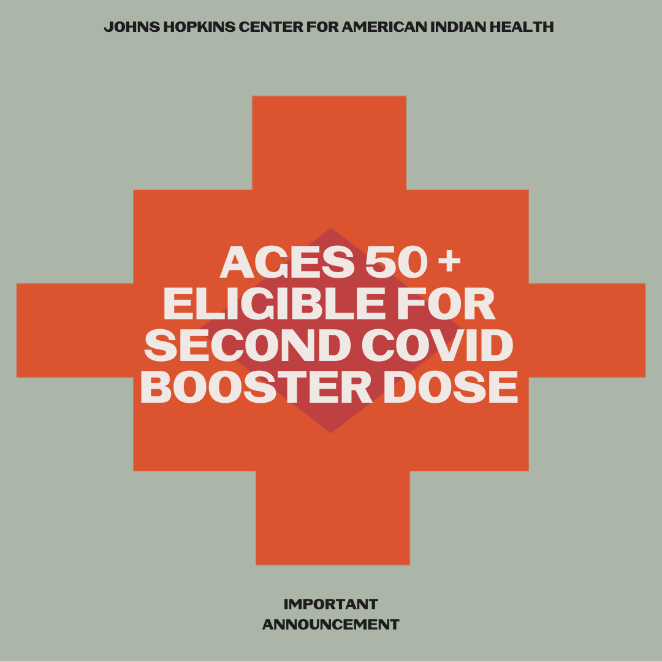 JOHNS HOPKINS CENTER FOR AMERICAN INDIAN HEALTH
AGES 50 +
ELIGIBLE FOR
SECOND COVID
BOOSTER DOSE
IMPORTANT
ANNOUNCEMENT